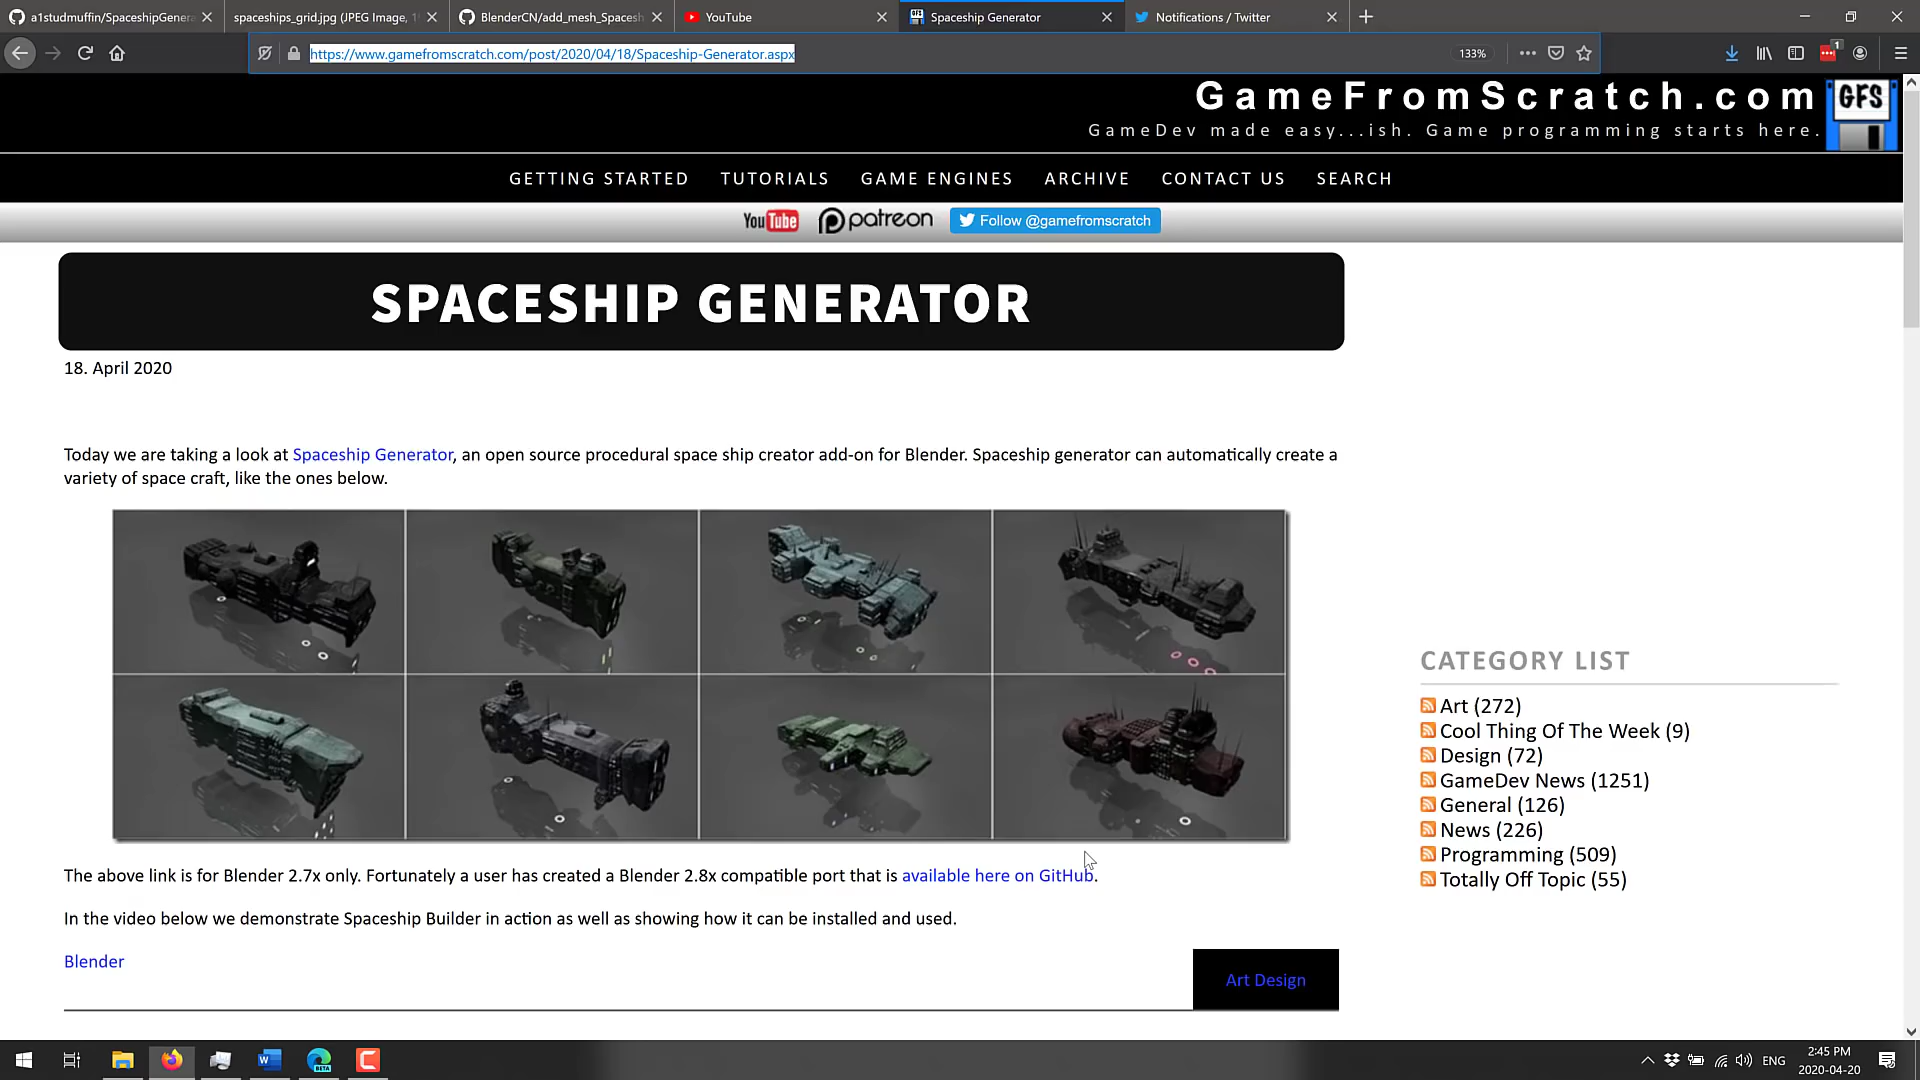 a1studmuffin/SpaceshipGenera
spaceships_grid.jpg (JPEG Image, 1
BlenderCN/add_mesh_Spacesh
YouTube
Spaceship Generator
Notifications / Twitter
https://www.gamefromscratch.com/post/2020/04/18/Spaceship-Generator.aspx
133%
1
GameFromScratch.com
GFS
GameDev made easy...ish. Game programming starts here.
GETTING STARTED TUTORIALS GAME ENGINES ARCHIVE CONTACT US SEARCH
YouTube patreon Follow @gamefromscratch
SPACESHIP GENERATOR
18. April 2020
Today we are taking a look at Spaceship Generator, an open source procedural space ship creator add-on for Blender. Spaceship generator can automatically create a
variety of space craft, like the ones below.
The above link is for Blender 2.7x only. Fortunately a user has created a Blender 2.8x compatible port that is available here on GitHub.
In the video below we demonstrate Spaceship Builder in action as well as showing how it can be installed and used.
Blender
Art Design
CATEGORY LIST
Art (272)
Cool Thing Of The Week (9)
Design (72)
GameDev News (1251)
General (126)
News (226)
Programming (509)
Totally Off Topic (55)
W
BETA
C
ENG
2:45 PM
2020-04-20